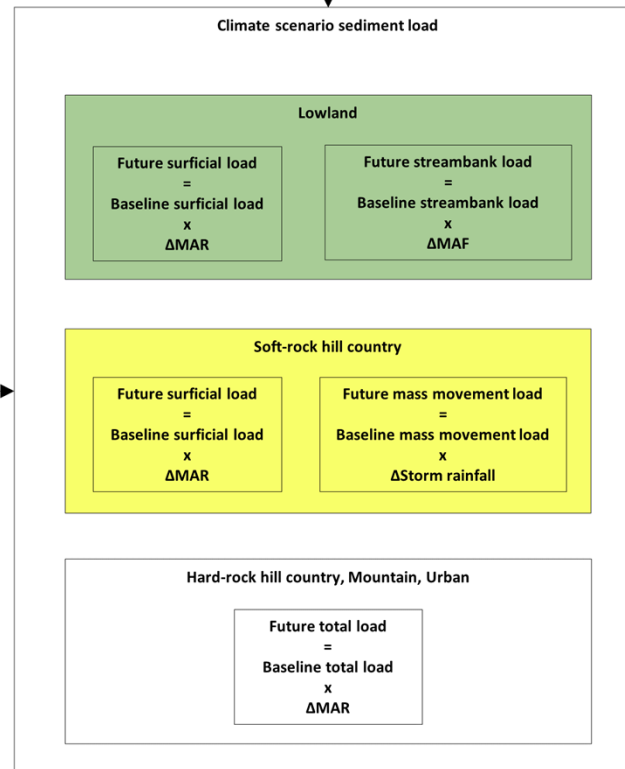 Climate scenario sediment load
Lowland
Future surficial load
=
Baseline surficial load
x
ΔMAR
Future streambank load
=
Baseline streambank load
x
ΔMAF
Soft-rock hill country
Future surficial load
=
Baseline surficial load
x
ΔMAR
Future mass movement load
=
Baseline mass movement load
x
ΔStorm rainfall
Hard-rock hill country, Mountain, Urban
Future total load
=
Baseline total load
x
ΔMAR